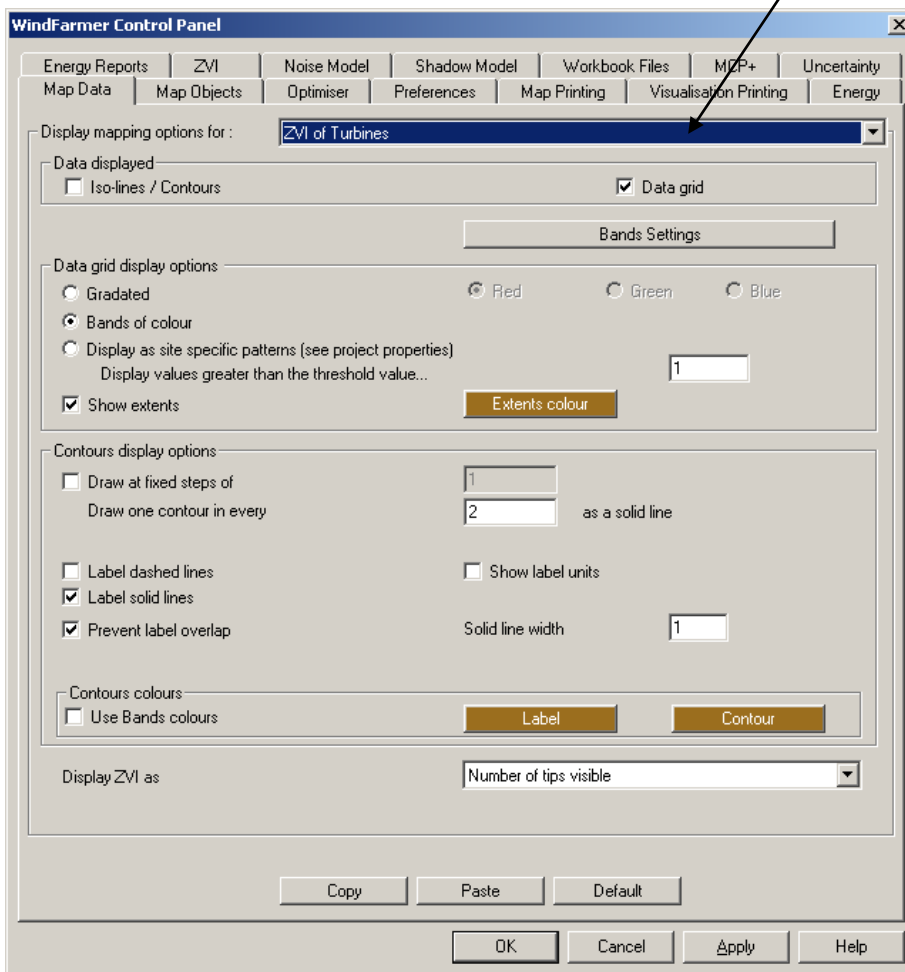 WindFarmer Control Panel
Energy Reports ZVI Noise Model Shadow Model Workbook Files MCP+ Uncertainty
Map Data Map Objects Optimiser Preferences Map Printing Visualisation Printing Energy
Display mapping options for : ZVI of Turbines
Data displayed
Iso-lines / Contours Data grid
Bands Settings
Data grid display options
Gradated Red Green Blue
Bands of colour
Display as site specific patterns (see project properties)
Display values greater than the threshold value... 1
Show extents Extents colour
Contours display options
Draw at fixed steps of 1
Draw one contour in every 2 as a solid line
Label dashed lines Show label units
Label solid lines
Prevent label overlap Solid line width 1
Contours colours
Use Bands colours Label Contour
Display ZVI as Number of tips visible
Copy Paste Default
OK Cancel Apply Help